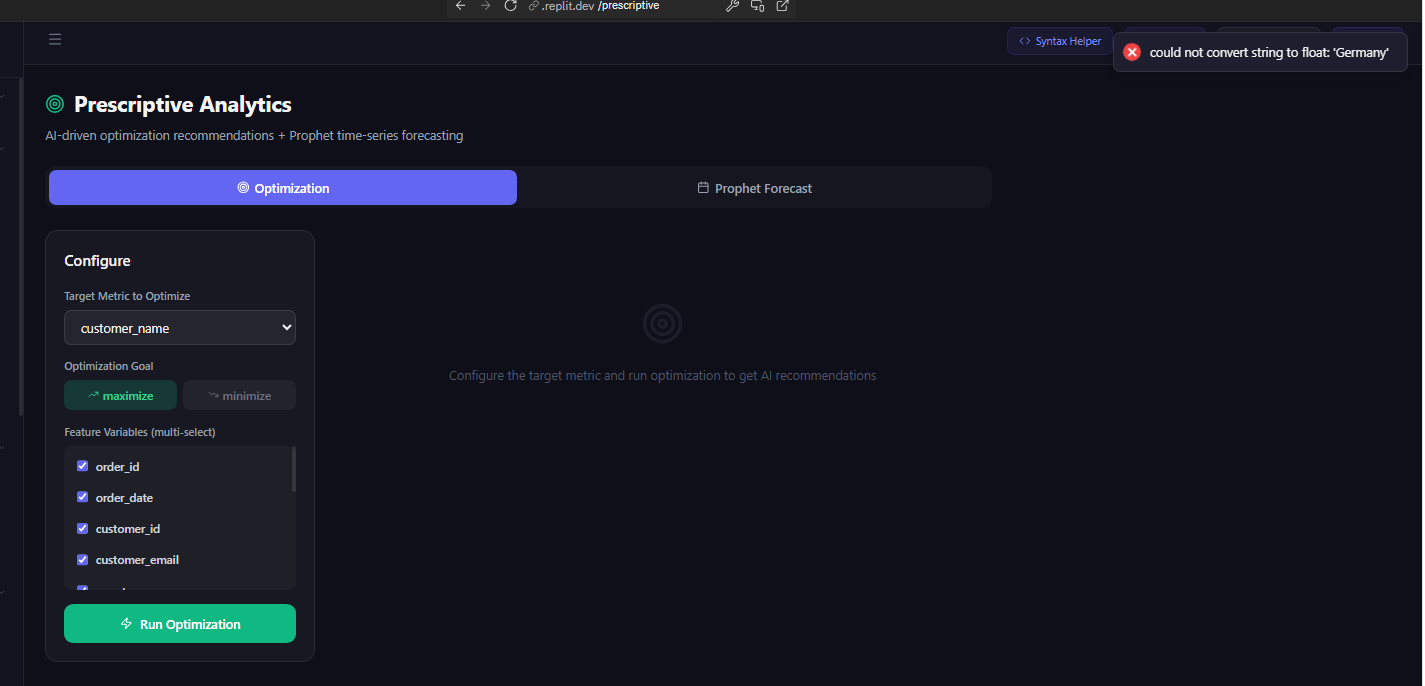 .replit.dev /prescriptive
<> Syntax Helper
could not convert string to float: 'Germany'
Prescriptive Analytics
AI-driven optimization recommendations + Prophet time-series forecasting
Optimization
Prophet Forecast
Configure
Target Metric to Optimize
customer_name
Optimization Goal
maximize
minimize
Feature Variables (multi-select)
order_id
order_date
customer_id
customer_email
Run Optimization
Configure the target metric and run optimization to get AI recommendations